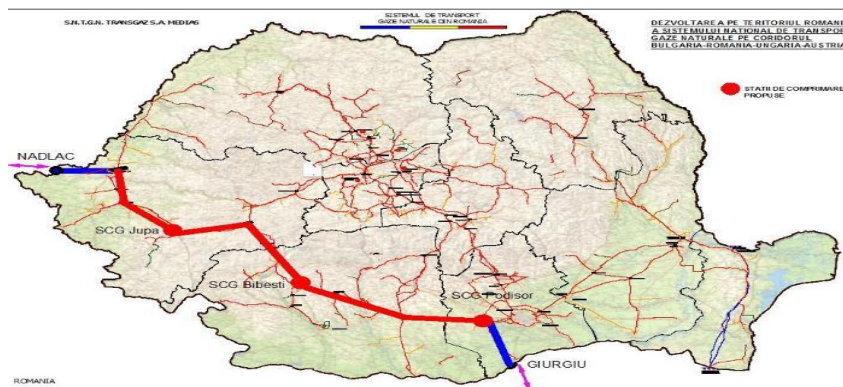 S.N.T.G.N. TRANSGAZ S.A. MEDIAS
SISTEMUL DE TRANSPORT
GAZE NATURALE DIN ROMANIA
DEZVOLTAREA PE TERITORIUL ROMANI
A SISTEMULUI NATIONAL DE TRANSPOR
GAZE NATURALE PE CORIDORUL
BULGARIA-ROMANIA-UNGARIA-AUSTRIA
STATII DE COMPRIMARE
PROPUSE
NADLAC
SCG Jupa
SCG Bibesti
SCG Podisor
GIURGIU
ROMANIA